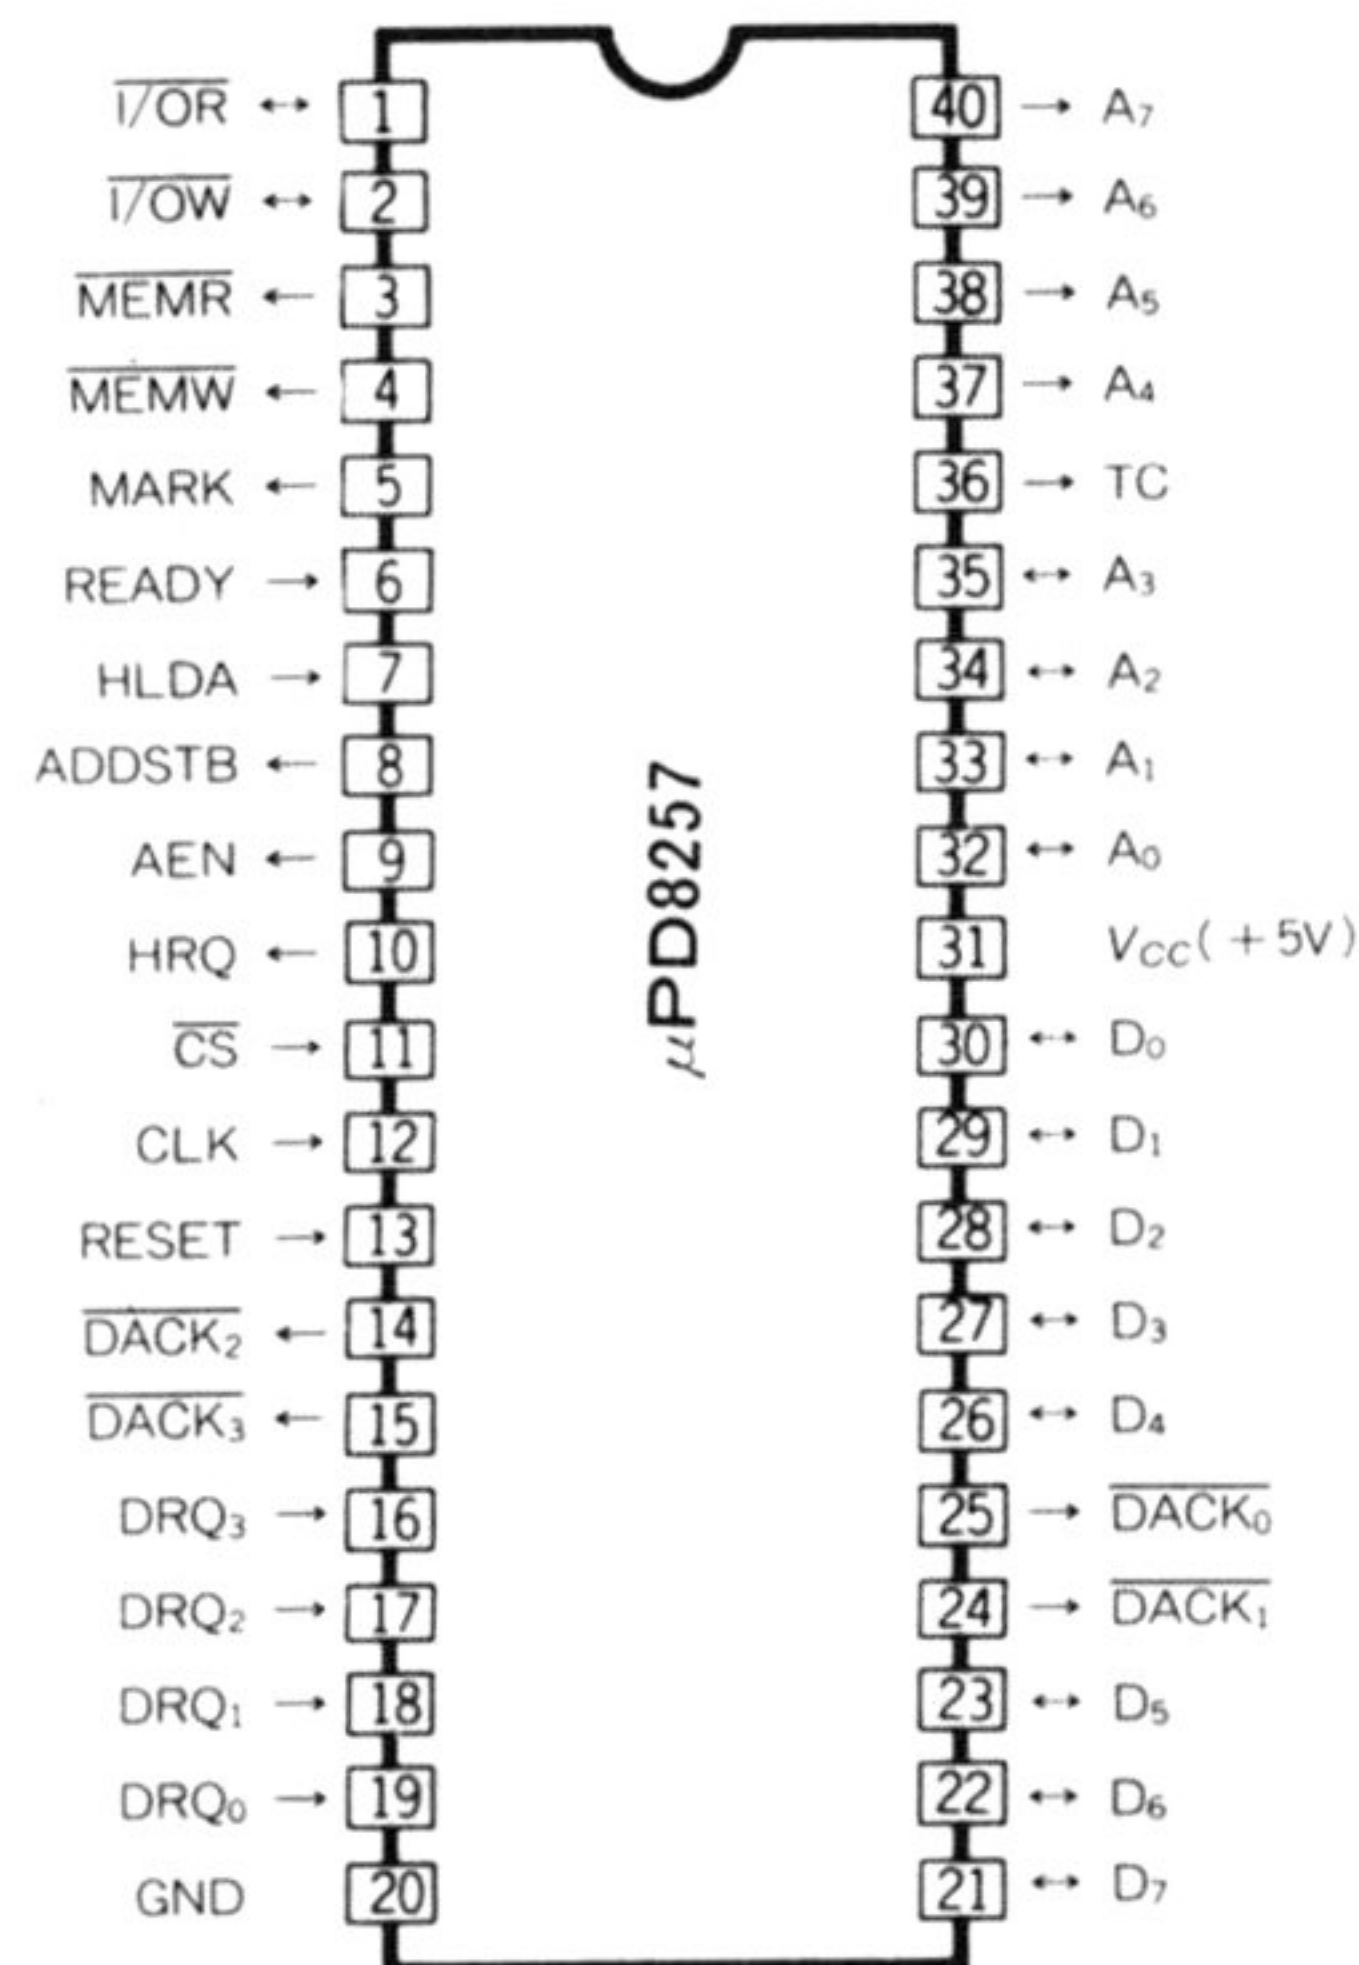 I/OR ↔ 1
I/OW ↔ 2
MEMR ← 3
MEMW ← 4
MARK ← 5
READY → 6
HLDA → 7
ADDSTB ← 8
AEN ← 9
HRQ ← 10
CS → 11
CLK → 12
RESET → 13
DACK₂ ← 14
DACK₃ ← 15
DRQ₃ → 16
DRQ₂ → 17
DRQ₁ → 18
DRQ₀ → 19
GND 20
μPD8257
40 → A₇
39 → A₆
38 → A₅
37 → A₄
36 → TC
35 ↔ A₃
34 ↔ A₂
33 ↔ A₁
32 ↔ A₀
31 VCC(+5V)
30 ↔ D₀
29 ↔ D₁
28 ↔ D₂
27 ↔ D₃
26 ↔ D₄
25 → DACK₀
24 → DACK₁
23 ↔ D₅
22 ↔ D₆
21 ↔ D₇